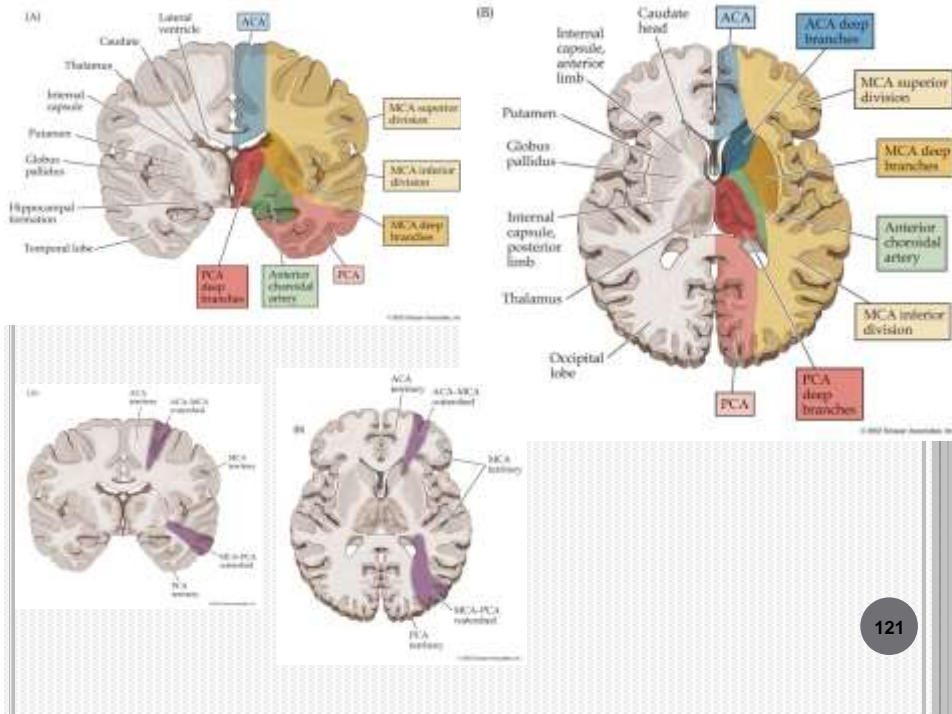 (A)
Lateral
ventricle
Caudate
Thalamus
Internal
capsule
Putamen
Globus
pallidus
Hippocampal
formation
Temporal lobe
ACA
MCA superior
division
MCA inferior
division
MCA deep
branches
PCA
deep
branches
Anterior
choroidal
artery
PCA
(B)
Internal
capsule,
anterior
limb
Caudate
head
Putamen
Globus
pallidus
Internal
capsule,
posterior
limb
Thalamus
Occipital
lobe
ACA
ACA deep
branches
MCA superior
division
MCA deep
branches
Anterior
choroidal
artery
MCA inferior
division
PCA
deep
branches
PCA
© 2002 Sinauer Associates, Inc.
(A)
ACA
territory
ACA-MCA
watershed
MCA
territory
MCA-PCA
watershed
PCA
territory
(B)
ACA
territory
ACA-MCA
watershed
MCA
territory
MCA-PCA
watershed
PCA
territory
121